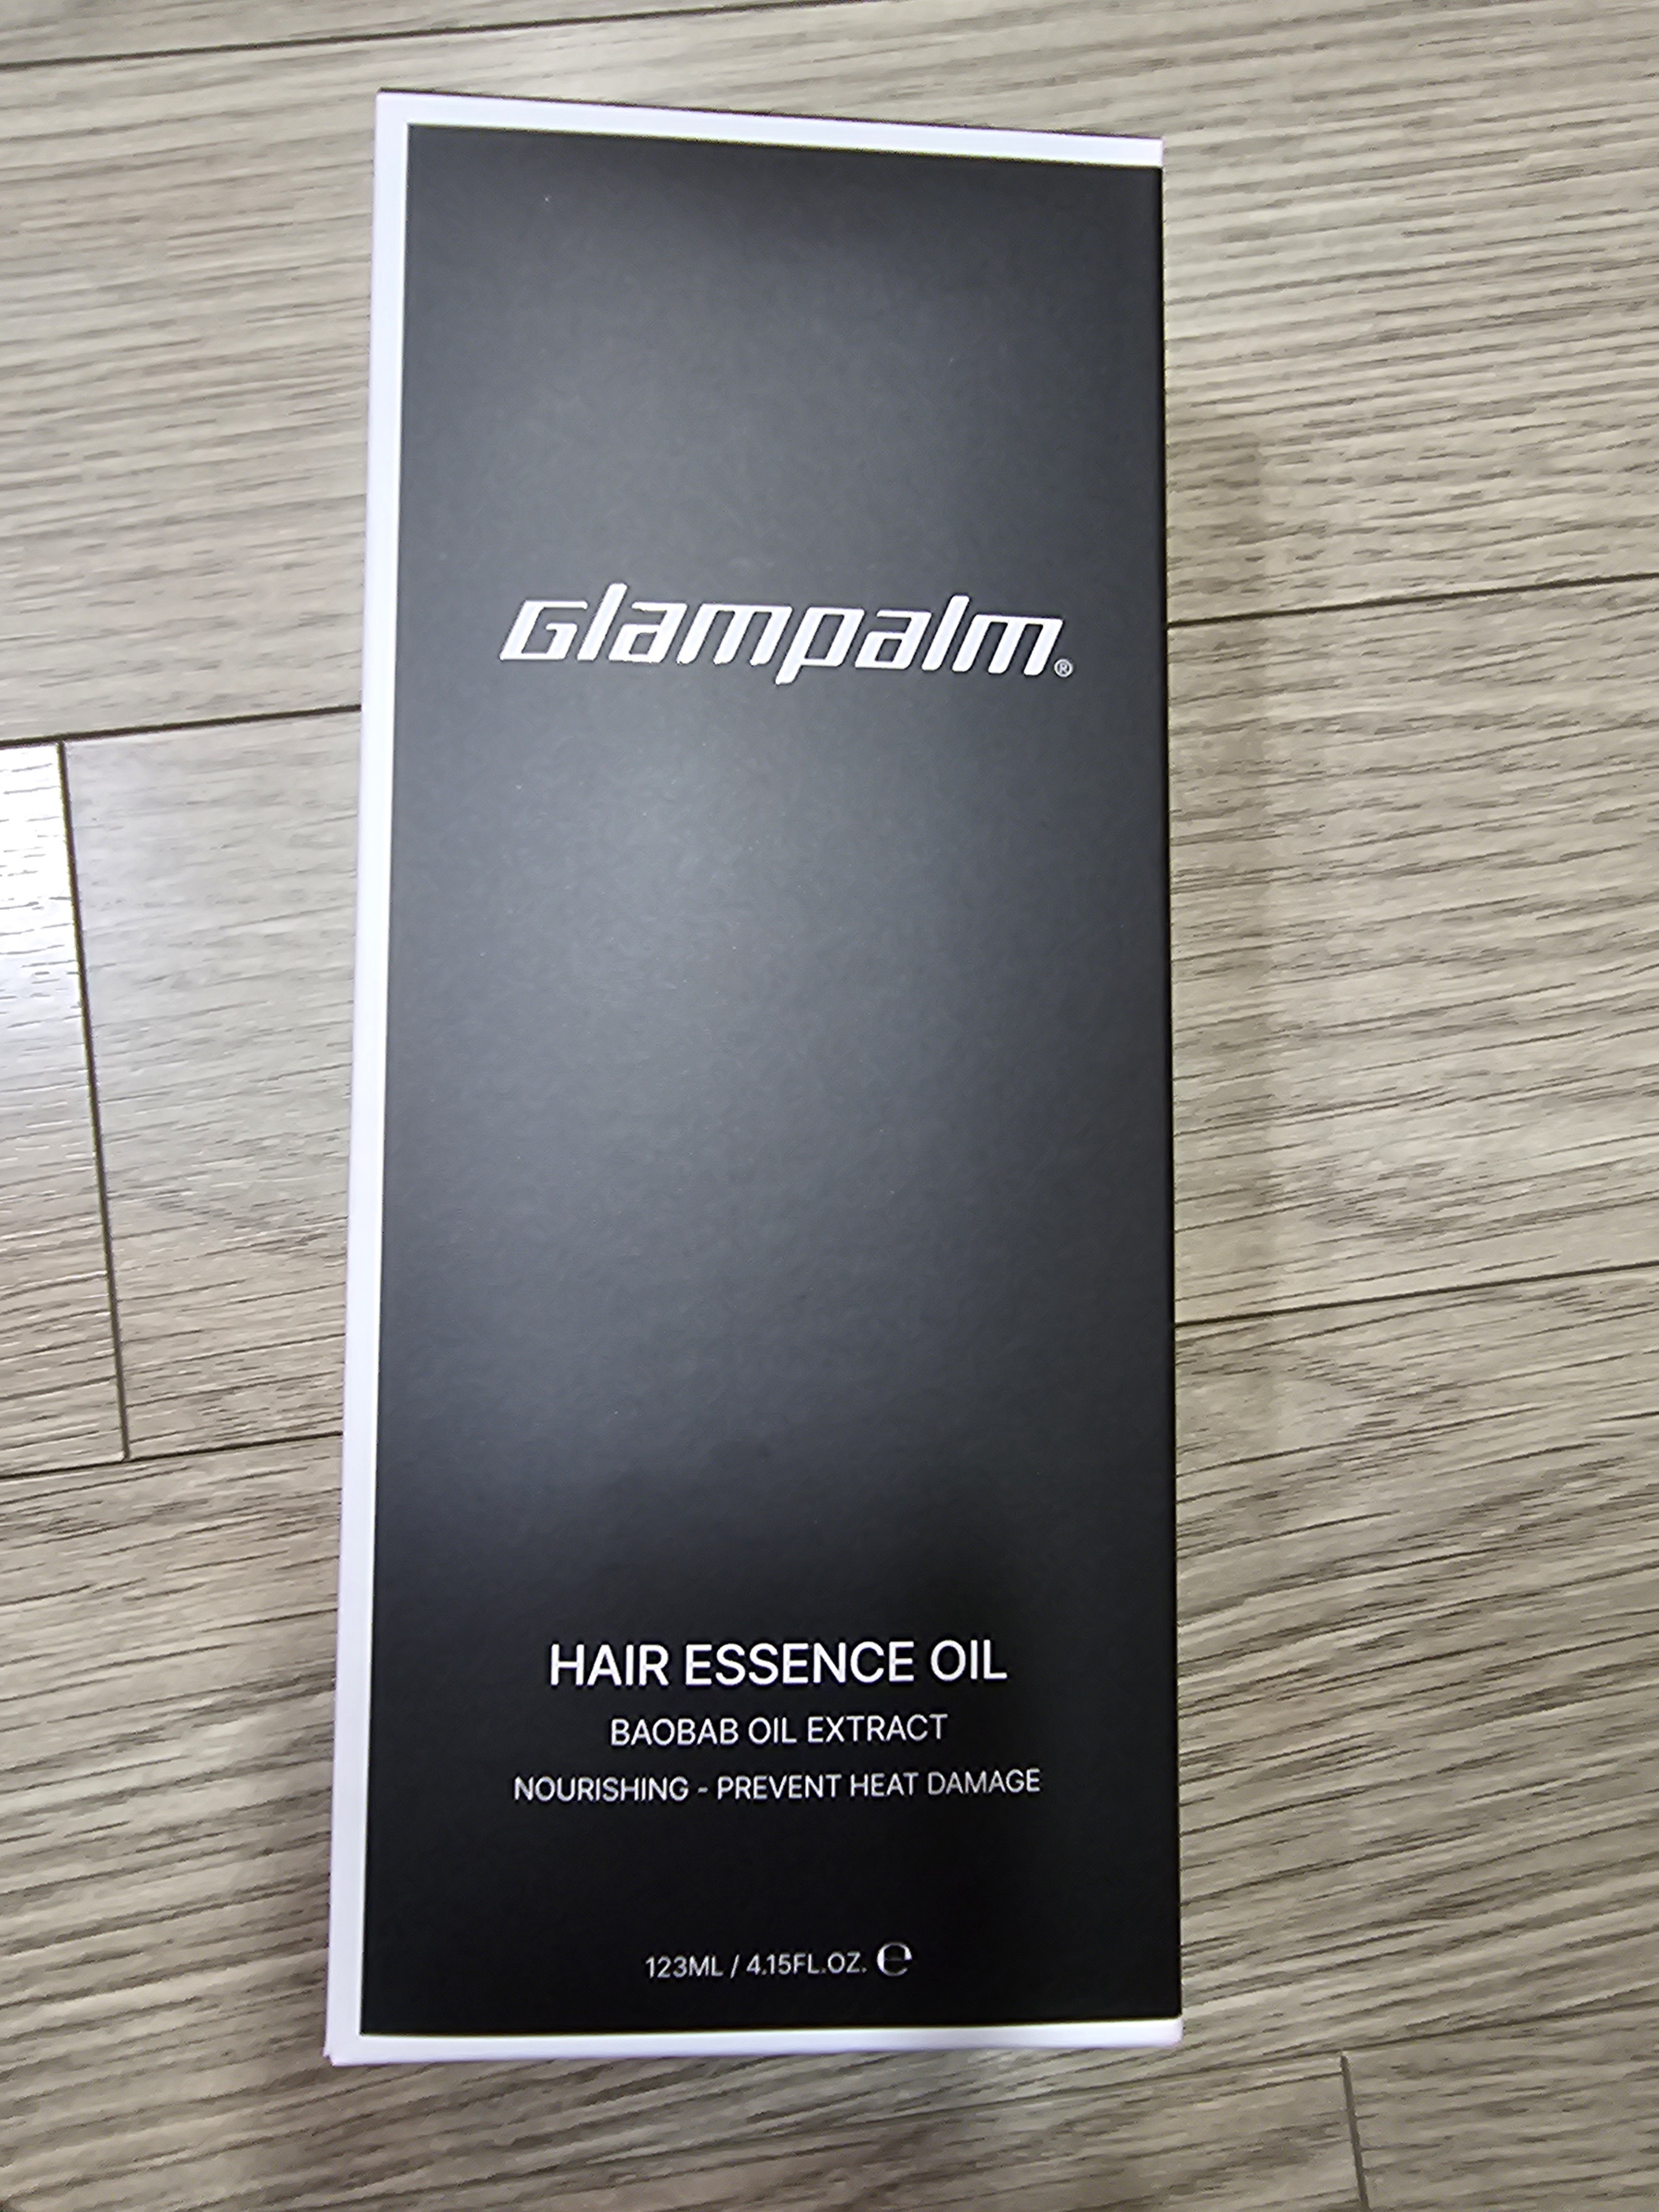 Glampalm®
HAIR ESSENCE OIL
BAOBAB OIL EXTRACT
NOURISHING - PREVENT HEAT DAMAGE
123ML / 4.15FL.OZ. ℮